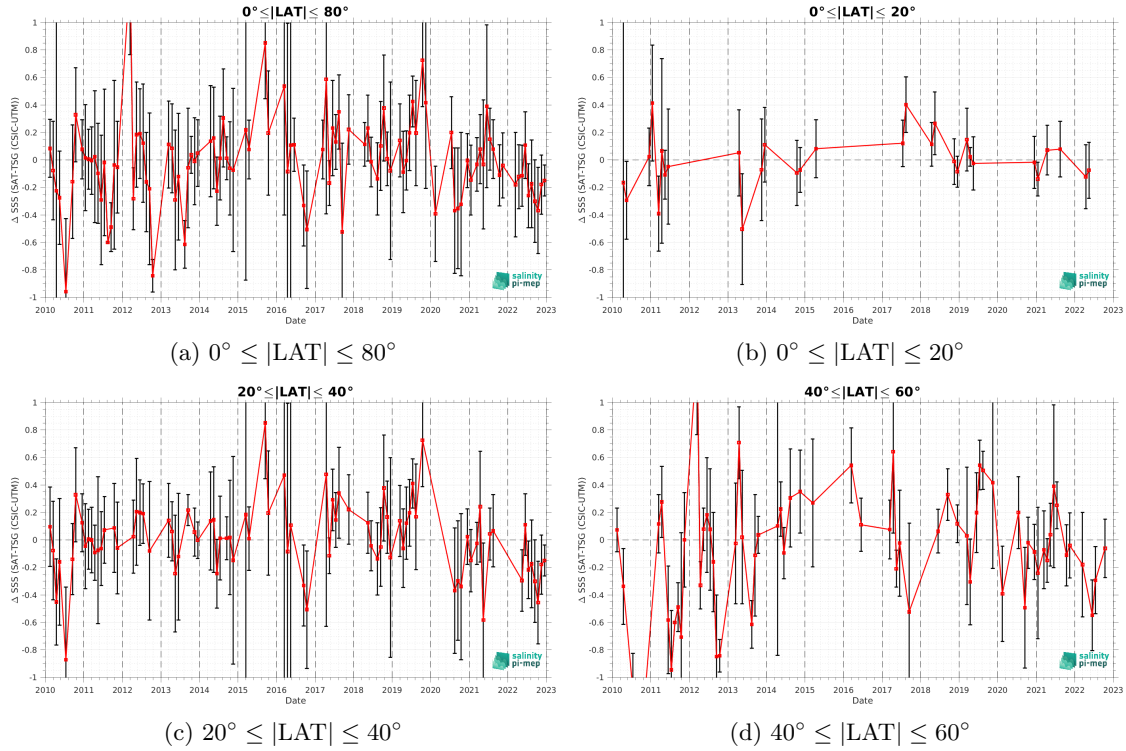 0°≤|LAT|≤ 80°
1
0.8
0.6
0.4
0.2
0
-0.2
-0.4
-0.6
-0.8
-1
Δ SSS (SAT-TSG (CSIC-UTM))
2010 2011 2012 2013 2014 2015 2016 2017 2018 2019 2020 2021 2022 2023
Date
salinity
pi-mep
(a) 0° ≤ |LAT| ≤ 80°
0°≤|LAT|≤ 20°
1
0.8
0.6
0.4
0.2
0
-0.2
-0.4
-0.6
-0.8
-1
Δ SSS (SAT-TSG (CSIC-UTM))
2010 2011 2012 2013 2014 2015 2016 2017 2018 2019 2020 2021 2022 2023
Date
salinity
pi-mep
(b) 0° ≤ |LAT| ≤ 20°
20°≤|LAT|≤ 40°
1
0.8
0.6
0.4
0.2
0
-0.2
-0.4
-0.6
-0.8
-1
Δ SSS (SAT-TSG (CSIC-UTM))
2010 2011 2012 2013 2014 2015 2016 2017 2018 2019 2020 2021 2022 2023
Date
salinity
pi-mep
(c) 20° ≤ |LAT| ≤ 40°
40°≤|LAT|≤ 60°
1
0.8
0.6
0.4
0.2
0
-0.2
-0.4
-0.6
-0.8
-1
Δ SSS (SAT-TSG (CSIC-UTM))
2010 2011 2012 2013 2014 2015 2016 2017 2018 2019 2020 2021 2022 2023
Date
salinity
pi-mep
(d) 40° ≤ |LAT| ≤ 60°